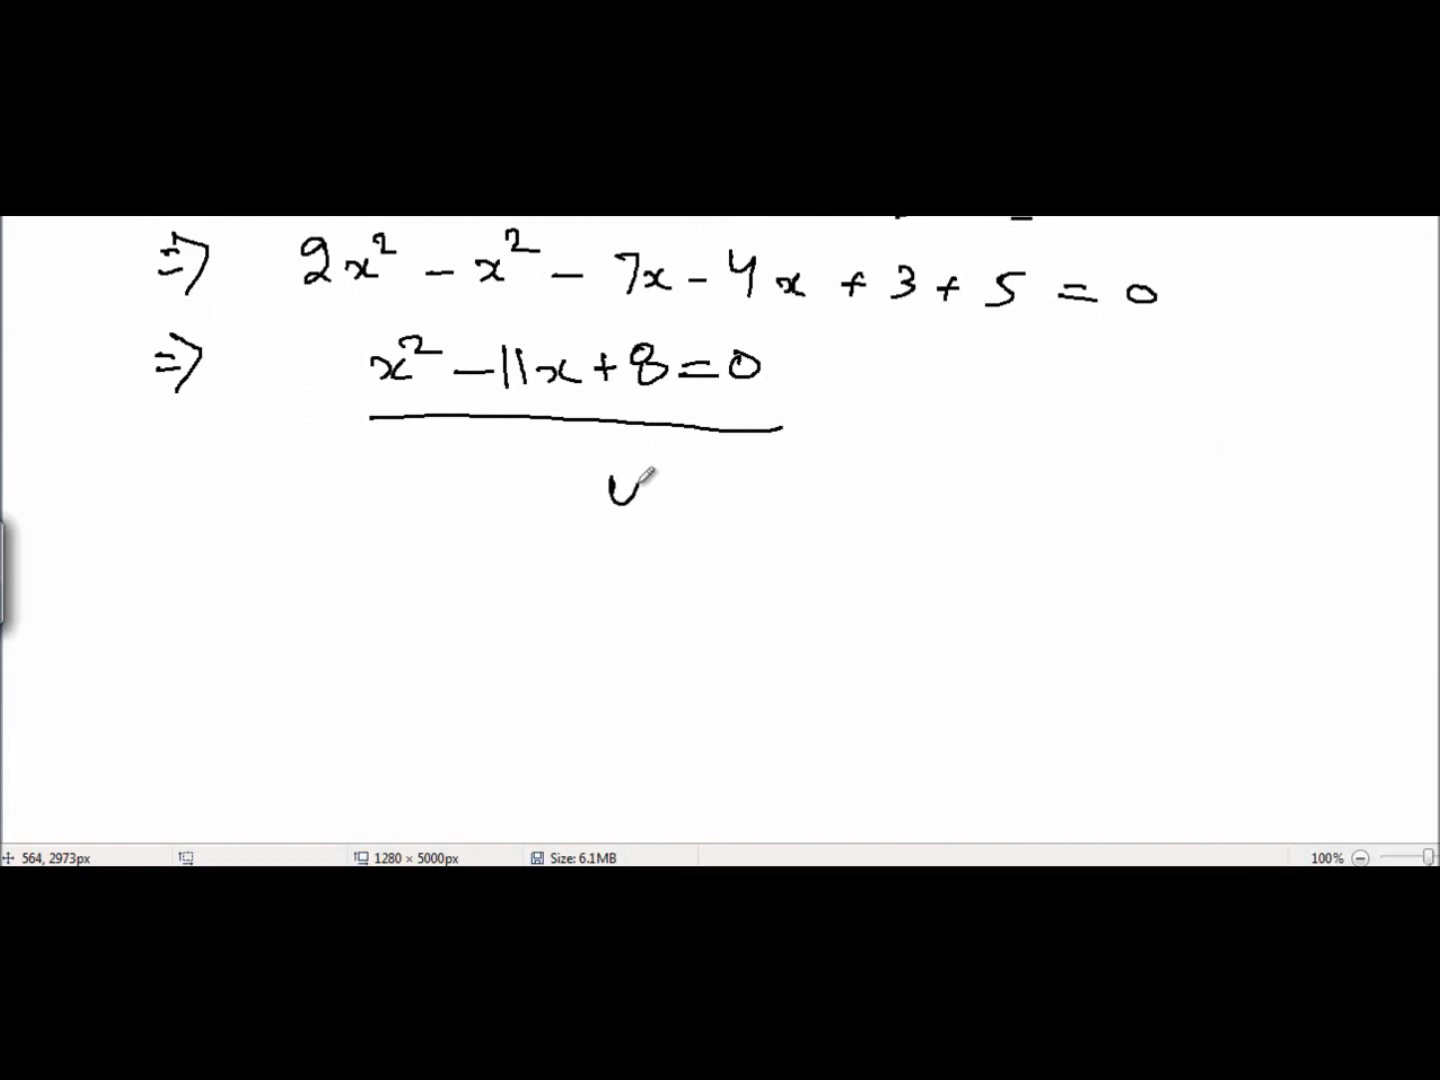 ⇒ 2x² - x² - 7x - 4x + 3 + 5 = 0
⇒ x² - 11x + 8 = 0
564, 2973px 1280 × 5000px Size: 6.1MB 100%